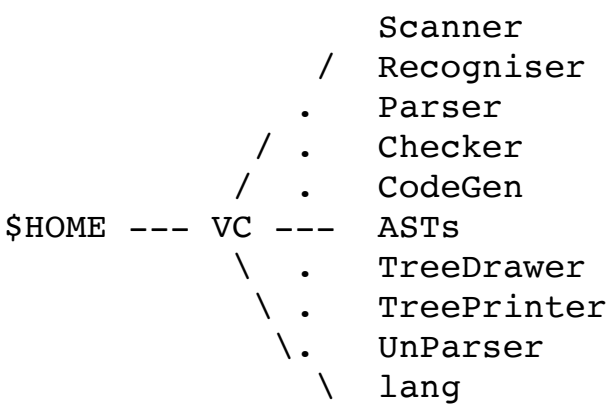 Scanner
/ Recogniser
. Parser
/ . Checker
/ . CodeGen
$HOME --- VC --- ASTs
\ . TreeDrawer
\ . TreePrinter
\. UnParser
\ lang